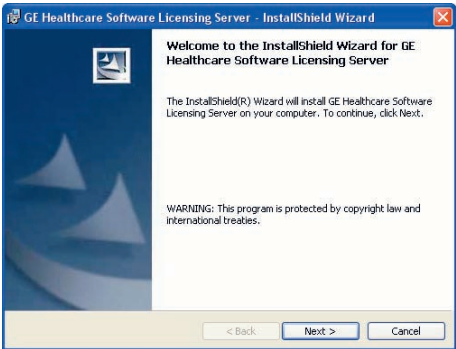 GE Healthcare Software Licensing Server - InstallShield Wizard
Welcome to the InstallShield Wizard for GE
Healthcare Software Licensing Server
The InstallShield(R) Wizard will install GE Healthcare Software
Licensing Server on your computer. To continue, click Next.
WARNING: This program is protected by copyright law and
international treaties.
< Back Next > Cancel